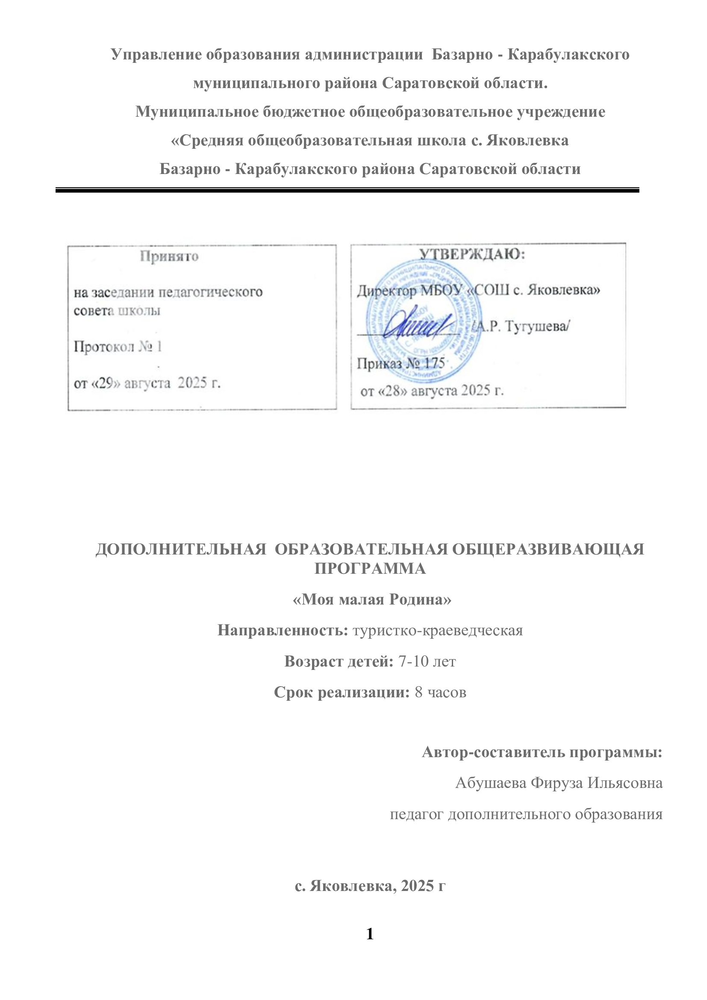 Управление образования администрации Базарно - Карабулакского
муниципального района Саратовской области.
Муниципальное бюджетное общеобразовательное учреждение
«Средняя общеобразовательная школа с. Яковлевка
Базарно - Карабулакского района Саратовской области
Принято
на заседании педагогического
совета школы
Протокол № 1
от «29» августа 2025 г.
УТВЕРЖДАЮ:
Директор МБОУ «СОШ с. Яковлевка»
/А.Р. Тугушева/
Приказ № 175
от «28» августа 2025 г.
ДОПОЛНИТЕЛЬНАЯ ОБРАЗОВАТЕЛЬНАЯ ОБЩЕРАЗВИВАЮЩАЯ
ПРОГРАММА
«Моя малая Родина»
Направленность: туристко-краеведческая
Возраст детей: 7-10 лет
Срок реализации: 8 часов
Автор-составитель программы:
Абушаева Фируза Ильясовна
педагог дополнительного образования
с. Яковлевка, 2025 г
1